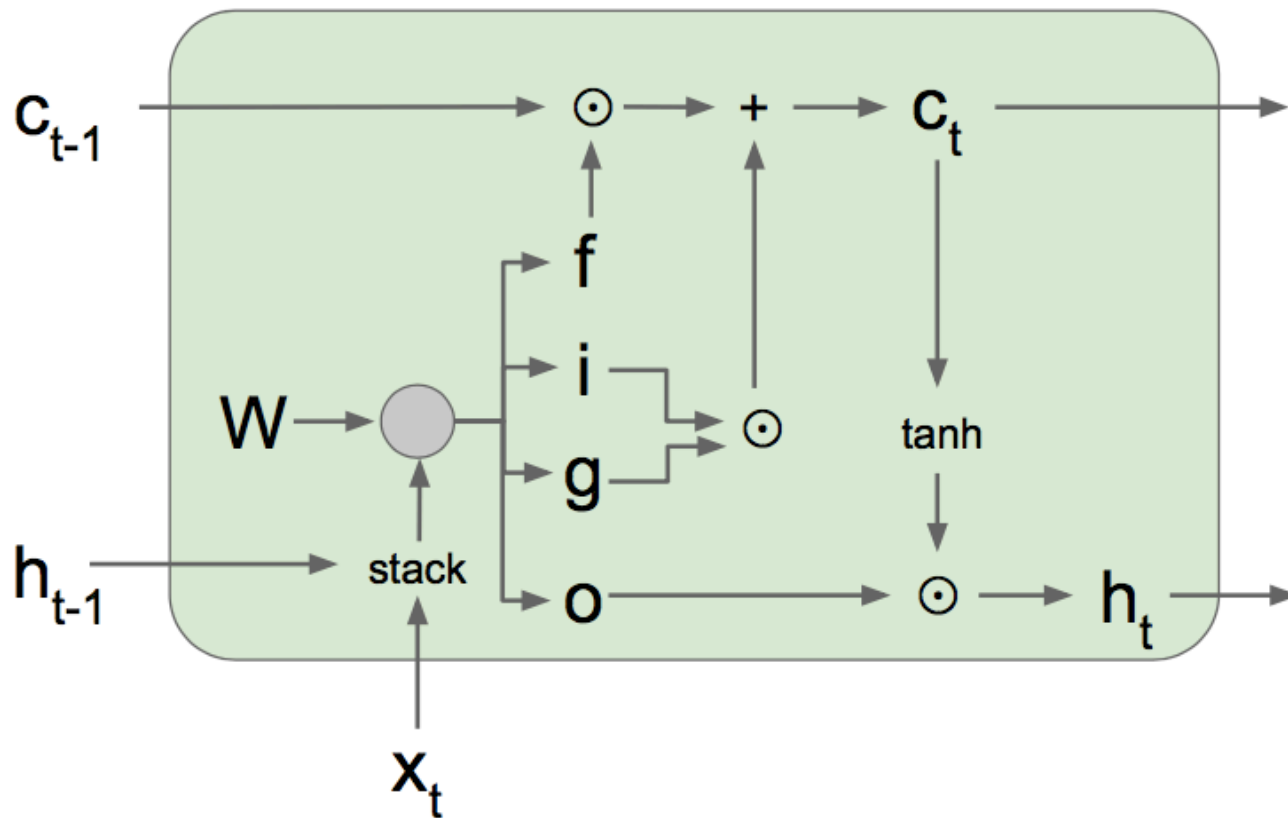 c_{t-1} ⊙ + c_t
f
i
W ⊙ tanh
g
h_{t-1} stack o ⊙ h_t
x_t